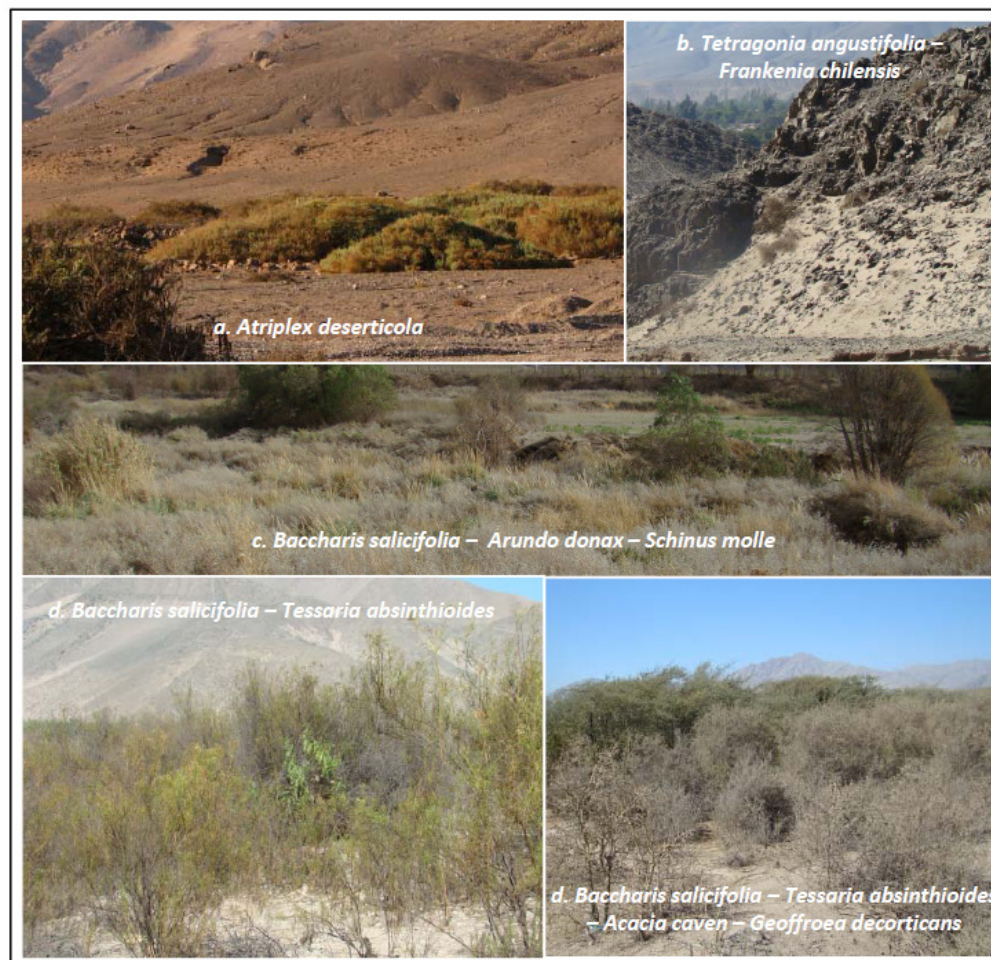 b. Tetragonia angustifolia –
Frankenia chilensis
a. Atriplex deserticola
c. Baccharis salicifolia – Arundo donax – Schinus molle
d. Baccharis salicifolia – Tessaria absinthioides
d. Baccharis salicifolia – Tessaria absinthioides
– Acacia caven – Geoffroea decorticans